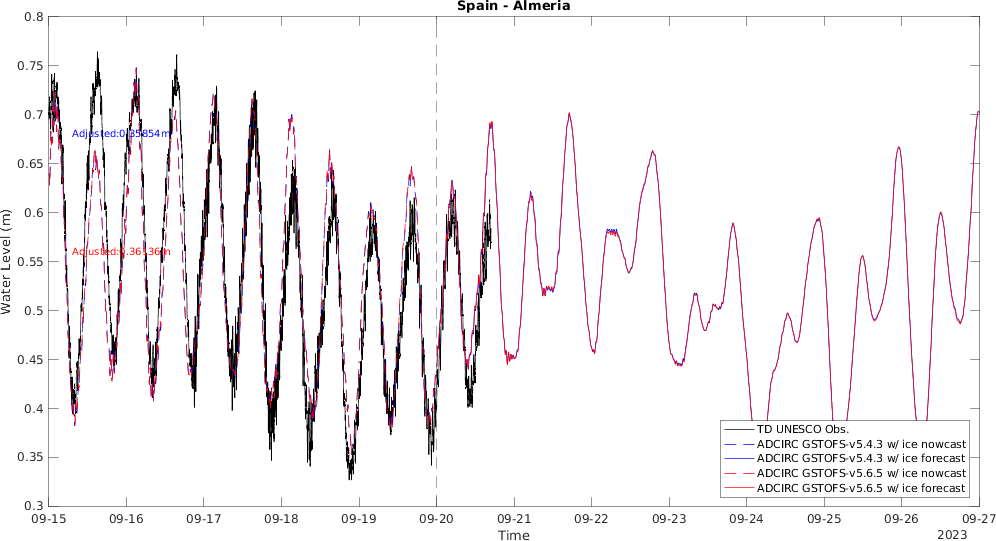 Spain - Almeria
0.8
0.75
0.7
0.65
0.6
0.55
0.5
0.45
0.4
0.35
0.3
Water Level (m)
Adjusted:0.35854m
TD UNESCO Obs.
ADCIRC GSTOFS-v5.4.3 w/ ice nowcast
ADCIRC GSTOFS-v5.4.3 w/ ice forecast
ADCIRC GSTOFS-v5.6.5 w/ ice nowcast
ADCIRC GSTOFS-v5.6.5 w/ ice forecast
09-15 09-16 09-17 09-18 09-19 09-20 09-21 09-22 09-23 09-24 09-25 09-26 09-27
Time
2023